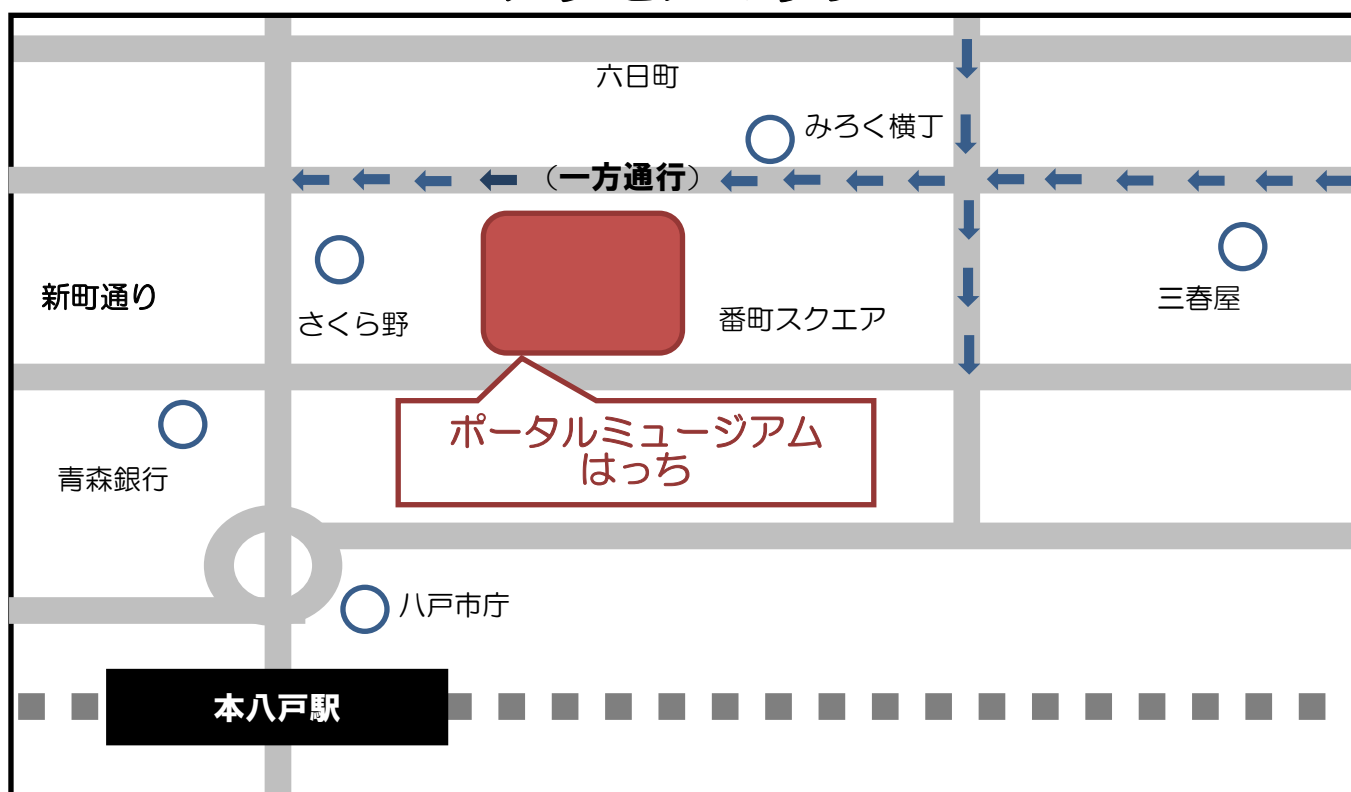 六日町
みろく横丁
(一方通行)
新町通り
さくら野
番町スクエア
三春屋
ポータルミュージアム
はっち
青森銀行
八戸市庁
本八戸駅